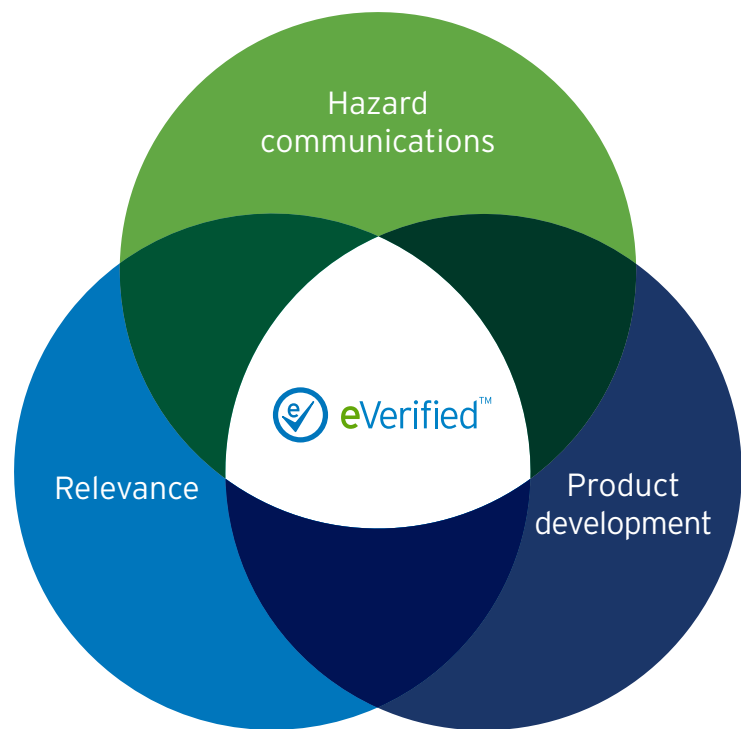 Hazard
communications
e eVerified™
Relevance
Product
development